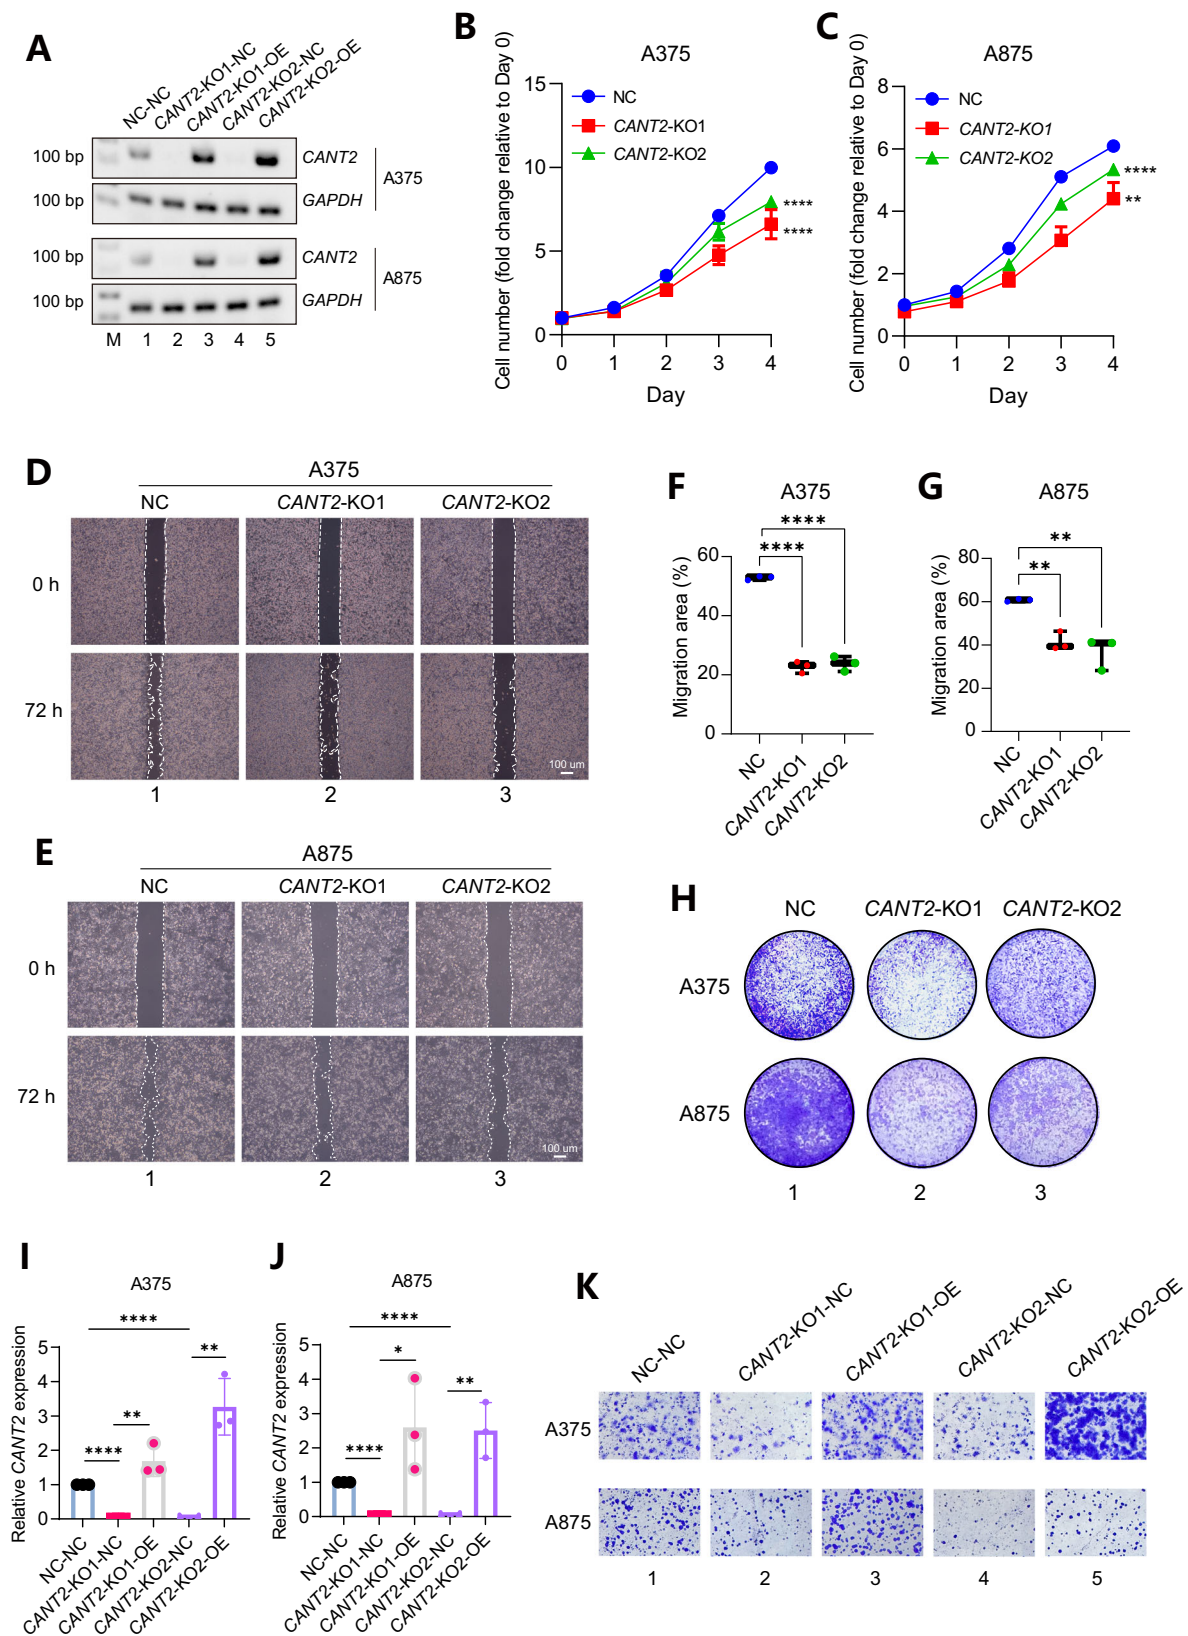 A
NC-NC
CANT2-KO1-NC
CANT2-KO1-OE
CANT2-KO2-NC
CANT2-KO2-OE
100 bp
CANT2
100 bp
GAPDH
A375
100 bp
CANT2
100 bp
GAPDH
A875
M 1 2 3 4 5
B
A375
Cell number (fold change relative to Day 0)
15
10
5
0
NC
CANT2-KO1
CANT2-KO2
****
****
0 1 2 3 4
Day
C
A875
Cell number (fold change relative to Day 0)
8
6
4
2
0
NC
CANT2-KO1
CANT2-KO2
****
**
0 1 2 3 4
Day
D
A375
NC CANT2-KO1 CANT2-KO2
0 h
72 h
100 um
1 2 3
E
A875
NC CANT2-KO1 CANT2-KO2
0 h
72 h
100 um
1 2 3
F
A375
****
****
Migration area (%)
60
40
20
0
NC
CANT2-KO1
CANT2-KO2
G
A875
**
**
Migration area (%)
80
60
40
20
0
NC
CANT2-KO1
CANT2-KO2
H
NC CANT2-KO1 CANT2-KO2
A375
A875
1 2 3
I
A375
****
**
**
****
Relative CANT2 expression
5
4
3
2
1
0
NC-NC
CANT2-KO1-NC
CANT2-KO1-OE
CANT2-KO2-NC
CANT2-KO2-OE
J
A875
****
*
**
****
Relative CANT2 expression
5
4
3
2
1
0
NC-NC
CANT2-KO1-NC
CANT2-KO1-OE
CANT2-KO2-NC
CANT2-KO2-OE
K
NC-NC
CANT2-KO1-NC
CANT2-KO1-OE
CANT2-KO2-NC
CANT2-KO2-OE
A375
A875
1 2 3 4 5